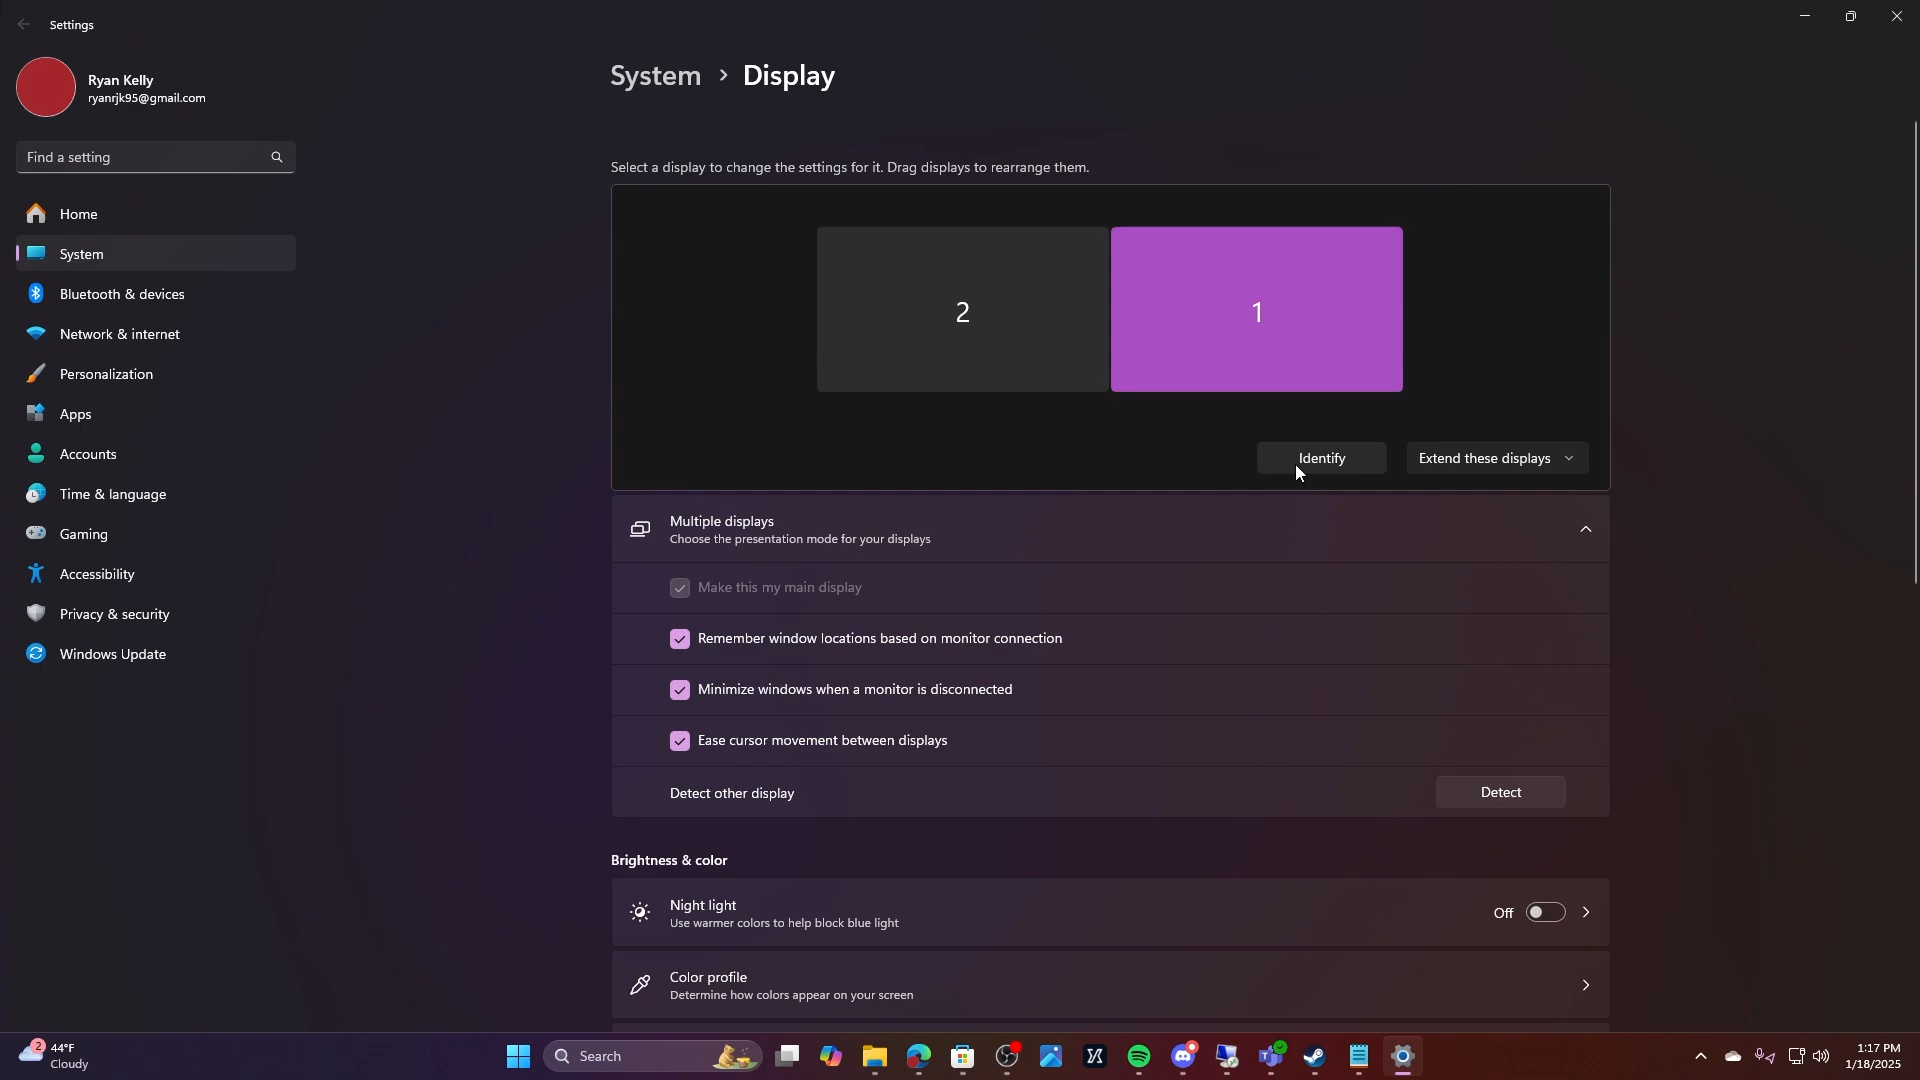 Settings
Ryan Kelly
ryanrjk95@gmail.com
Find a setting
Home
System
Bluetooth & devices
Network & internet
Personalization
Apps
Accounts
Time & language
Gaming
Accessibility
Privacy & security
Windows Update
System > Display
Select a display to change the settings for it. Drag displays to rearrange them.
2 1
Identify Extend these displays
Multiple displays
Choose the presentation mode for your displays
Make this my main display
Remember window locations based on monitor connection
Minimize windows when a monitor is disconnected
Ease cursor movement between displays
Detect other display Detect
Brightness & color
Night light
Use warmer colors to help block blue light
Off
Color profile
Determine how colors appear on your screen
2 44°F
Cloudy
Search
1:17 PM
1/18/2025